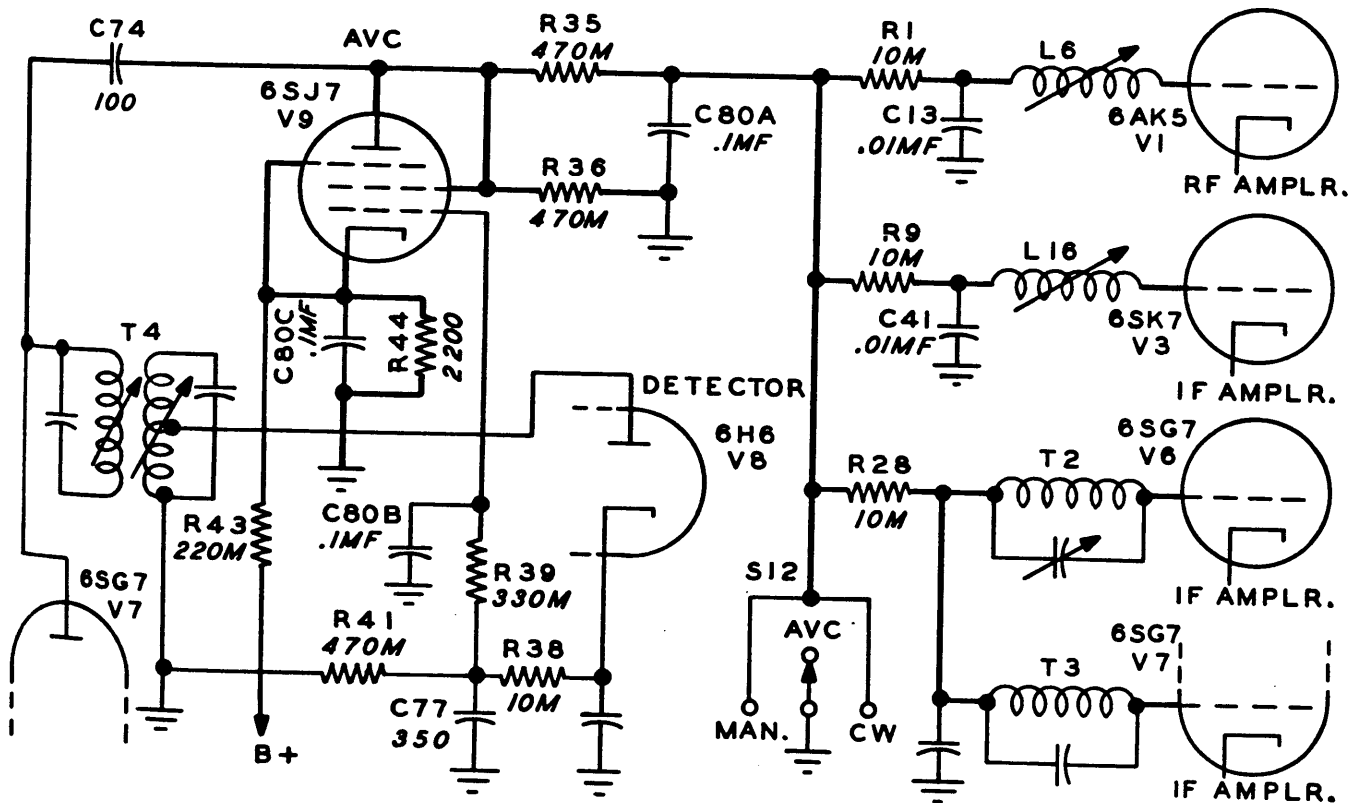 C74
100
AVC
R35
470M
6SJ7
V9
R36
470M
C80A
.1MF
R1
10M
C13
.01MF
L6
6AK5
V1
RF AMPLR.
R9
10M
C41
.01MF
L16
6SK7
V3
IF AMPLR.
T4
C80C
.1MF
R44
2200
DETECTOR
6H6
V8
R28
10M
T2
6SG7
V6
IF AMPLR.
R43
220M
C80B
.1MF
R39
330M
6SG7
V7
R41
470M
R38
10M
C77
350
B+
S12
AVC
MAN.
CW
T3
6SG7
V7
IF AMPLR.